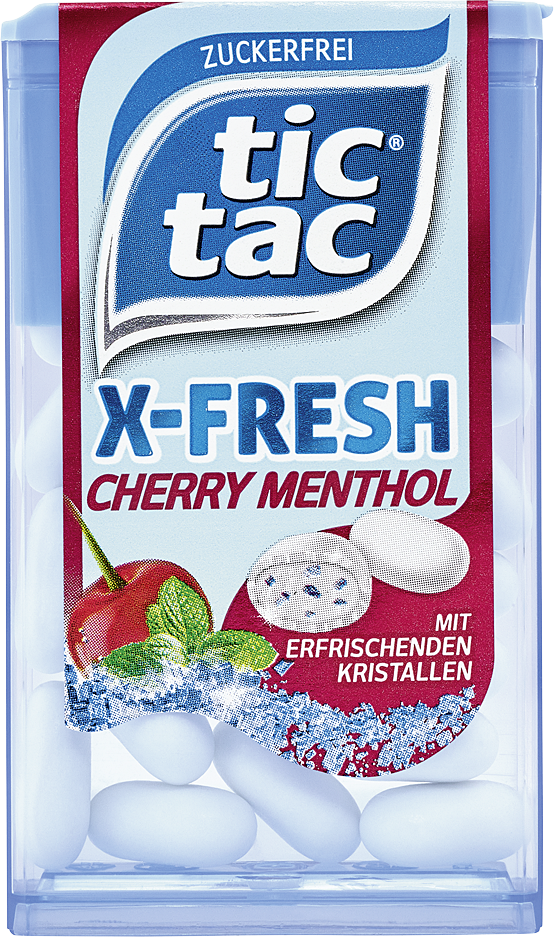 ZUCKERFREI
tic®
tac
X-FRESH
CHERRY MENTHOL
MIT
ERFRISCHENDEN
KRISTALLEN